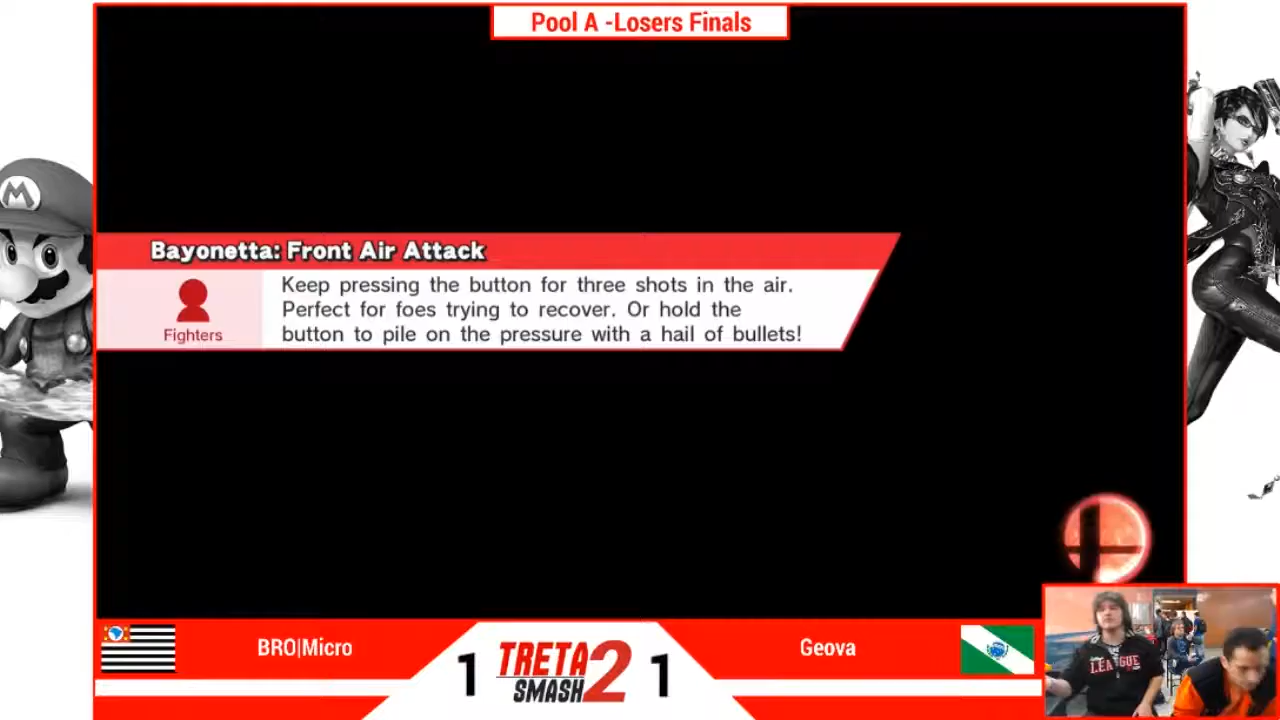 Pool A -Losers Finals
M
Bayonetta: Front Air Attack
Keep pressing the button for three shots in the air.
Perfect for foes trying to recover. Or hold the
button to pile on the pressure with a hail of bullets!
Fighters
BRO|Micro
1
TRETA
SMASH 2
1
Geova
LEAGUE